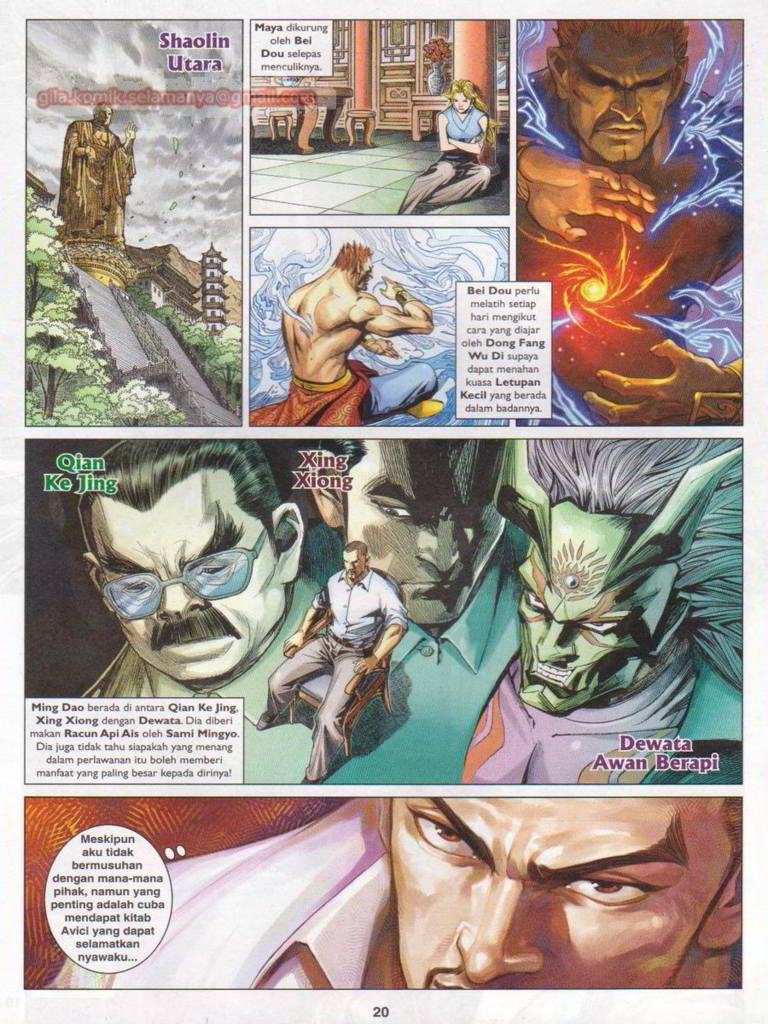 Shaolin
Utara
gila.komik.selamanya@gmail.com
Maya dikurung
oleh Bei
Dou selepas
menculiknya.
Bei Dou perlu
melatih setiap
hari mengikut
cara yang diajar
oleh Dong Fang
Wu Di supaya
dapat menahan
kuasa Letupan
Kecil yang berada
dalam badannya.
Qian
Ke Jing
Xing
Xiong
Ming Dao berada di antara Qian Ke Jing,
Xing Xiong dengan Dewata. Dia diberi
makan Racun Api Ais oleh Sami Mingyo.
Dia juga tidak tahu siapakah yang menang
dalam perlawanan itu boleh memberi
manfaat yang paling besar kepada dirinya!
Dewata
Awan Berapi
Meskipun
aku tidak
bermusuhan
dengan mana-mana
pihak, namun yang
penting adalah cuba
mendapat kitab
Avici yang dapat
selamatkan
nyawaku...
20